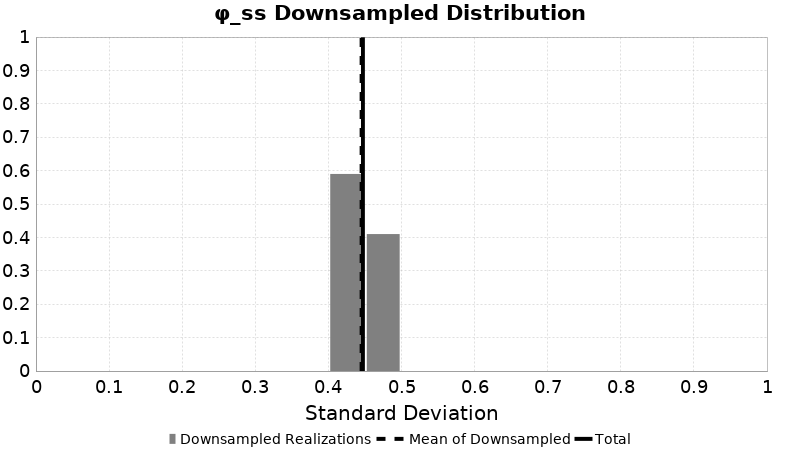 φ_ss Downsampled Distribution
1
0.9
0.8
0.7
0.6
0.5
0.4
0.3
0.2
0.1
0
0 0.1 0.2 0.3 0.4 0.5 0.6 0.7 0.8 0.9 1
Standard Deviation
Downsampled Realizations Mean of Downsampled Total